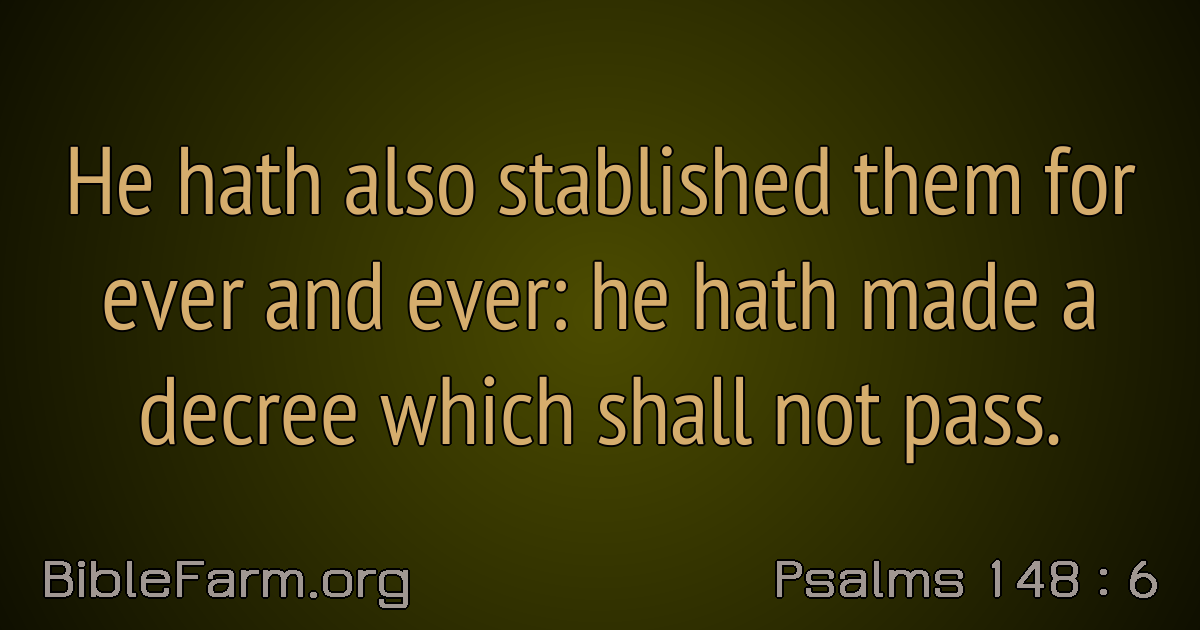 He hath also stablished them for
ever and ever: he hath made a
decree which shall not pass.
BibleFarm.org
Psalms 148 : 6